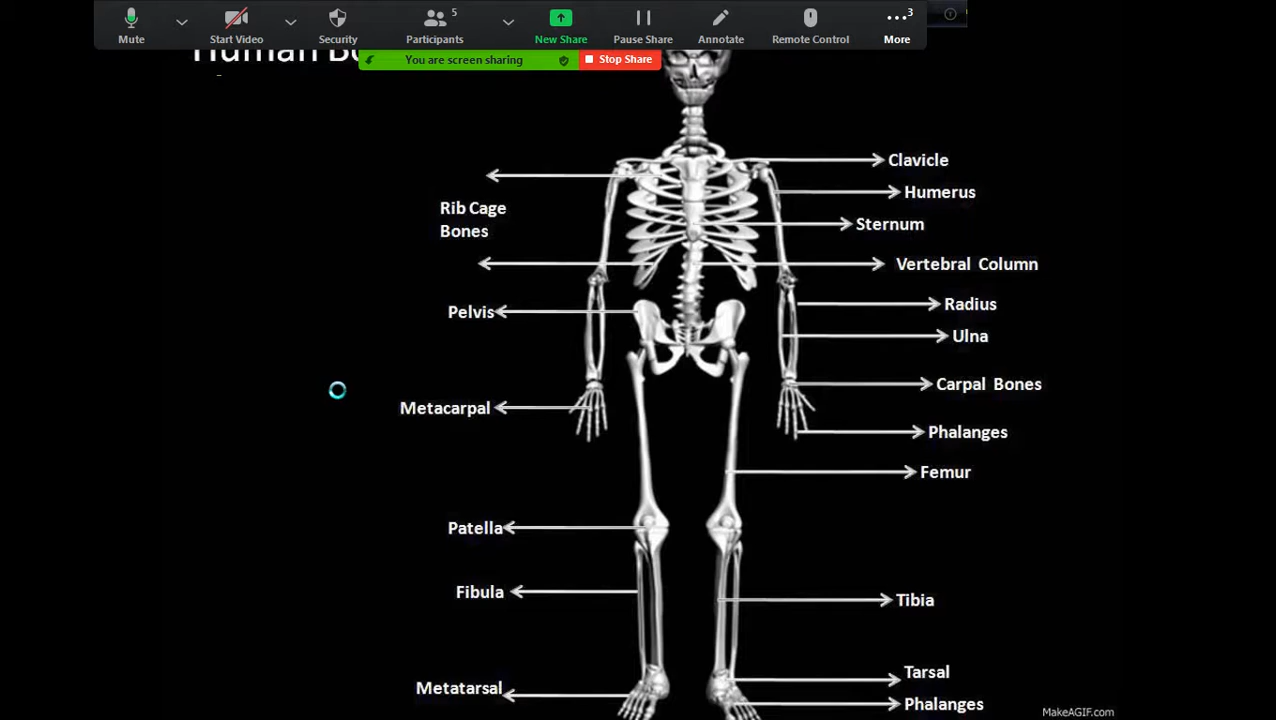 5
3
Mute
Start Video
Security
Participants
New Share
Pause Share
Annotate
Remote Control
More
Human
You are screen sharing
Stop Share
Clavicle
Humerus
Rib Cage
Bones
Sternum
Vertebral Column
Radius
Pelvis
Ulna
Carpal Bones
Metacarpal
Phalanges
Femur
Patella
Fibula
Tibia
Tarsal
Metatarsal
Phalanges
MakeAGIF.com